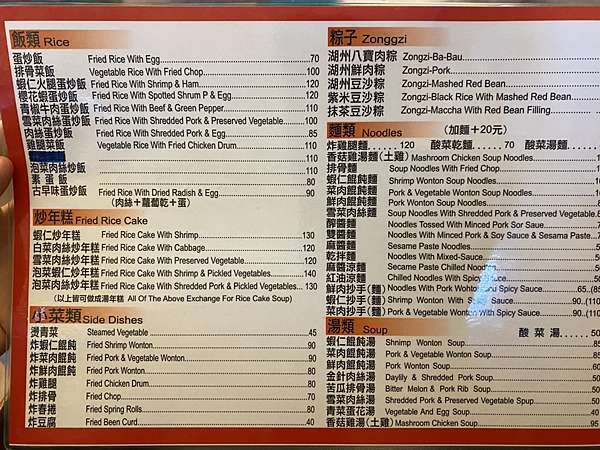 飯類 Rice
蛋炒飯 Fried Rice With Egg 70
排骨菜飯 Vegetable Rice With Fried Chop 100
蝦仁火腿蛋炒飯 Fried Rice With Shrimp & Ham 120
櫻花蝦蛋炒飯 Fried Rice with Spotted Shrum P & Egg 120
青椒牛肉蛋炒飯 Fried Rice With Beef & Green Pepper 110
雪菜肉絲蛋炒飯 Fried Rice With Shredded Pork & Preserved Vegetable 100
肉絲蛋炒飯 Fried Rice With Shredded Pork & Egg 85
雞腿菜飯 Vegetable Rice With Fried Chicken Drum 110
110
泡菜肉絲炒飯 110
素蛋飯 80
古早味蛋炒飯 Fried Rice With Dried Radish & Egg 90
(肉絲+蘿蔔乾+蛋)
炒年糕 Fried Rice Cake
蝦仁炒年糕 Fried Rice Cake With Shrimp 130
白菜肉絲炒年糕 Fried Rice Cake With Cabbage 120
雪菜肉絲炒年糕 Fried Rice Cake With Preserved Vegetable 120
泡菜蝦仁炒年糕 Fried Rice Cake With Shrimp & Pickled Vegetables 140
泡菜肉絲炒年糕 Fried Rice Cake With Shredded Pork & Pickled Vegetables 130
(以上皆可做成湯年糕 All Of The Above Exchange For Rice Cake Soup)
小菜類 Side Dishes
燙青菜 Steamed Vegetable 45
炸蝦仁餛飩 Fried Shrimp Wonton 90
炸菜肉餛飩 Fried Pork & Vegetable Wonton 90
炸鮮肉餛飩 Fried Pork Wonton 80
炸雞腿 Fried Chicken Drum 80
炸排骨 Fried Chop 70
炸春捲 Fried Spring Rolls 80
炸豆腐 Fried Been Curd 40
粽子 Zonggzi
湖州八寶肉粽 Zongzi-Ba-Bau
湖州鮮肉粽 Zongzi-Pork
湖州豆沙粽 Zongzi-Mashed Red Bean
紫米豆沙粽 Zongzi-Black Rice With Mashed Red Bean
抹茶豆沙粽 Zongzi-Maccha With Red Bean Filling
麵類 Noodles (加麵+20元)
炸雞腿麵 120 酸菜乾麵 70 酸菜湯麵
香菇雞湯麵(土雞) Mashroom Chicken Soup Noodles
排骨麵 Soup Noodles With Fried Chop
蝦仁餛飩麵 Shrimp Wonton Soup Noodles
菜肉餛飩麵 Pork & Vegetable Wonton Soup Noodles
鮮肉餛飩麵 Pork Wonton Soup Noodles
雪菜肉絲麵 Soup Noodles With Shredded Pork & Preserved Vegetable
醡醬麵 Noodles Tossed With Minced Pork Sor Sause
雙醬麵 Noodles With Minced Pork & Soy Sauce & Sesama Paste
麻醬麵 Sesame Paste Noodles
乾拌麵 Noodles With Mixed-Sauce
麻醬涼麵 Sesame Paste Chilled Noodles
紅油涼麵 Chilled Noodles With Spicy Sauce
鮮肉抄手(麵) Noodles With Pork Wonton Spicy Sauce 65
蝦仁抄手(麵) Shrimp Wonton With Spicy Sauce 90
菜肉抄手(麵) Pork & Vegetable Wonton With Spicy Sauce 90
湯類 Soup 酸菜湯 50
蝦仁餛飩湯 Shrimp Wonton Soup 85
菜肉餛飩湯 Pork & Vegetable Wonton Soup 85
鮮肉餛飩湯 Pork Wonton Soup 60
金針肉絲湯 Daylily & Shredded Pork Soup
苦瓜排骨湯 Bitter Melon & Pork Rib Soup
雪菜肉絲湯 Shredded Pork & Preserved Vegetable Spup
青菜蛋花湯 Vegetable And Egg Soup
香菇雞湯(土雞) Mashroom Chicken Soup 95